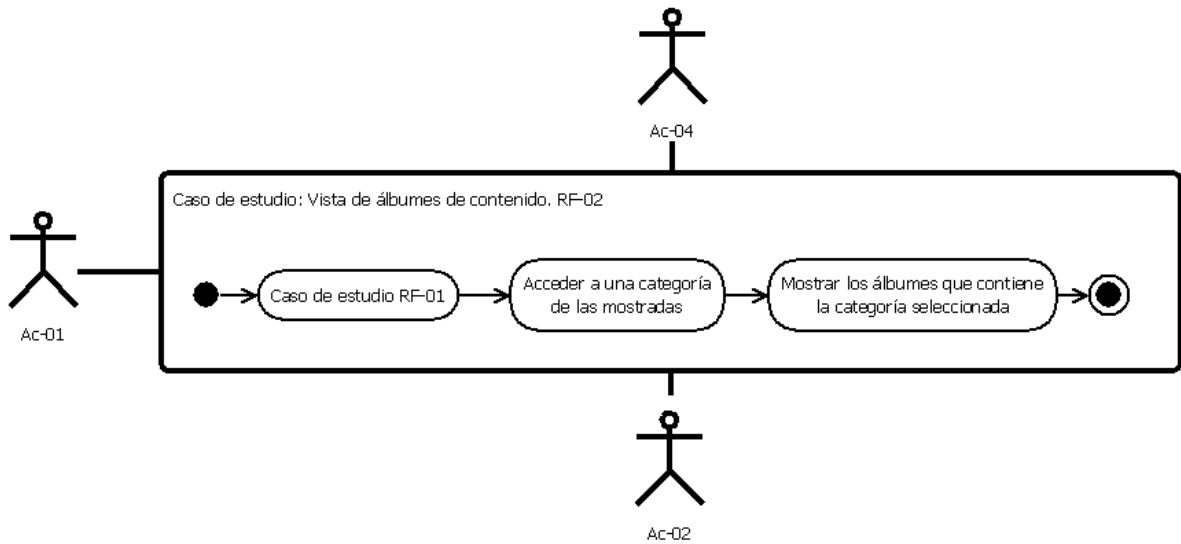 Ac-04
Caso de estudio: Vista de álbumes de contenido. RF-02
Ac-01
Caso de estudio RF-01
Acceder a una categoría
de las mostradas
Mostrar los álbumes que contiene
la categoría seleccionada
Ac-02